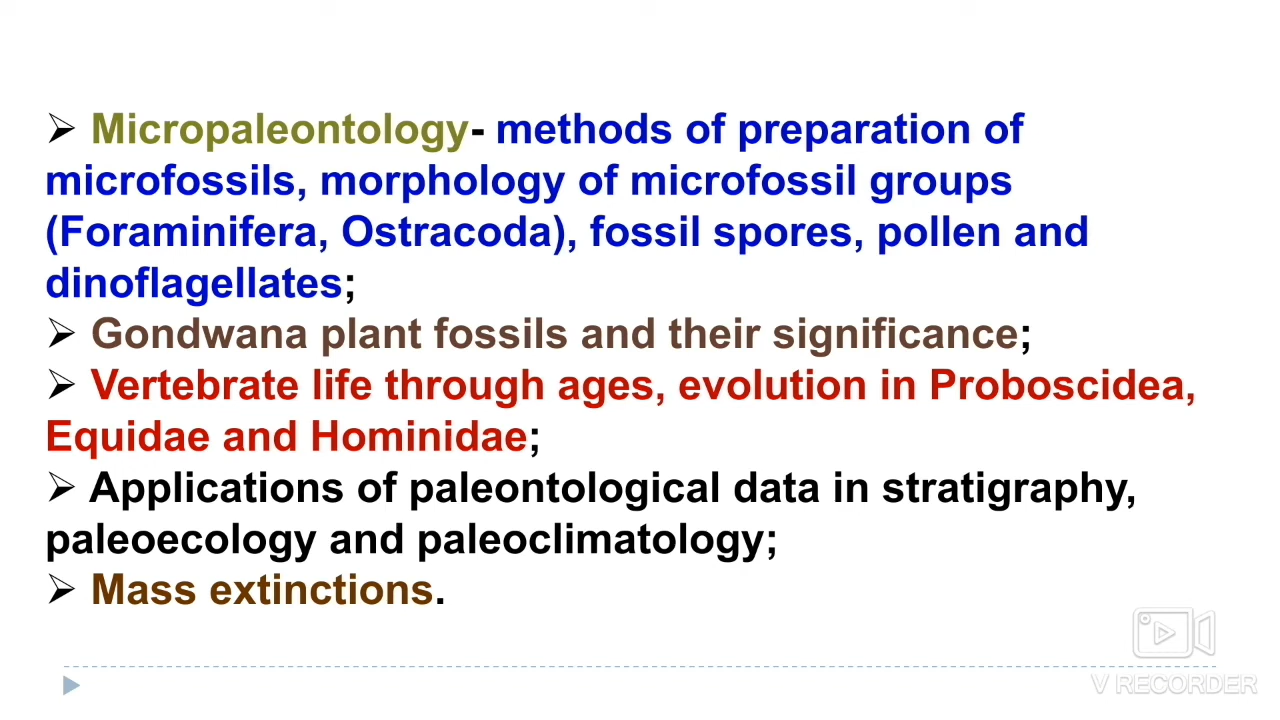 ➢ Micropaleontology- methods of preparation of
microfossils, morphology of microfossil groups
(Foraminifera, Ostracoda), fossil spores, pollen and
dinoflagellates;
➢ Gondwana plant fossils and their significance;
➢ Vertebrate life through ages, evolution in Proboscidea,
Equidae and Hominidae;
➢ Applications of paleontological data in stratigraphy,
paleoecology and paleoclimatology;
➢ Mass extinctions.
V RECORDER